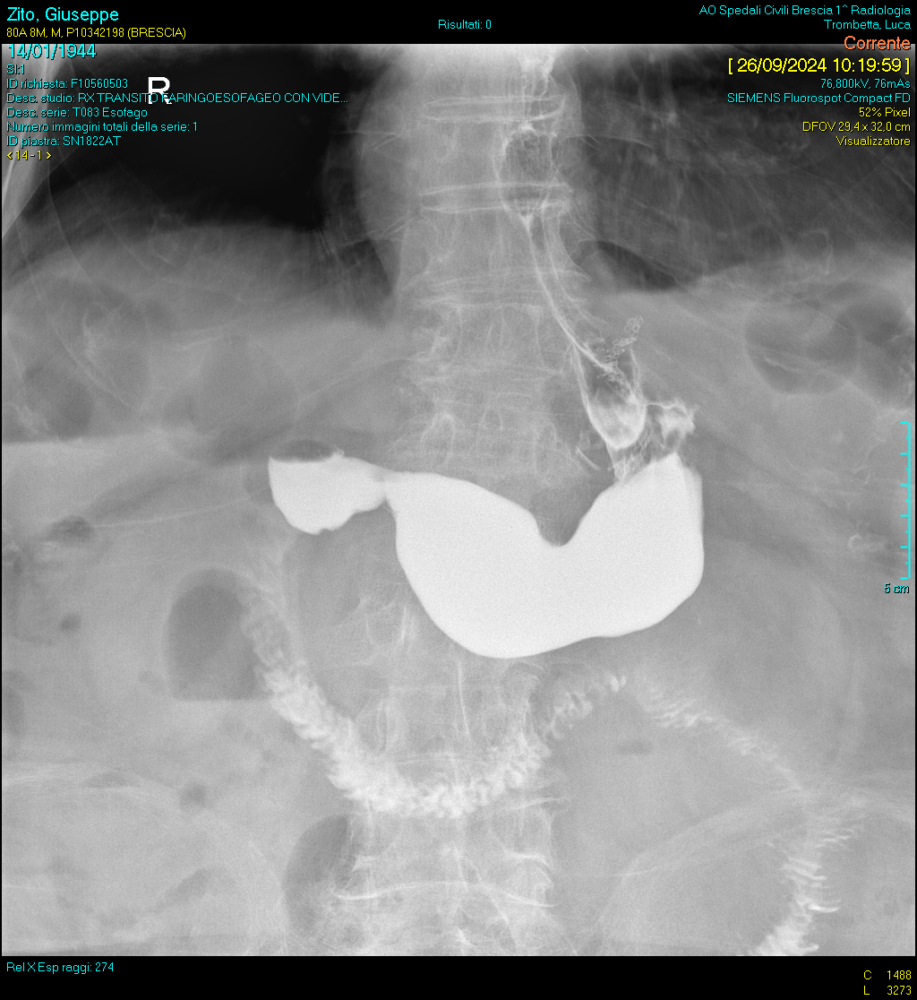 Zito, Giuseppe
80A 8M, M, P10342198 (BRESCIA)
14/01/1944
SI:1
ID richiesta: F10560503
Desc. studio: RX TRANSITO FARINGOESOFAGEO CON VIDE...
Desc. serie: T083 Esofago
Numero immagini totali della serie: 1
ID piastra: SN1822AT
< 14 - 1 >
R
Risultati: 0
AO Spedali Civili Brescia 1^ Radiologia
Trombetta, Luca
Corrente
[ 26/09/2024 10:19:59 ]
76,800kV, 76mAs
SIEMENS Fluorospot Compact FD
52% Pixel
DFOV 29,4 x 32,0 cm
Visualizzatore
5 cm
Rel X Esp raggi: 274
C 1488
L 3273